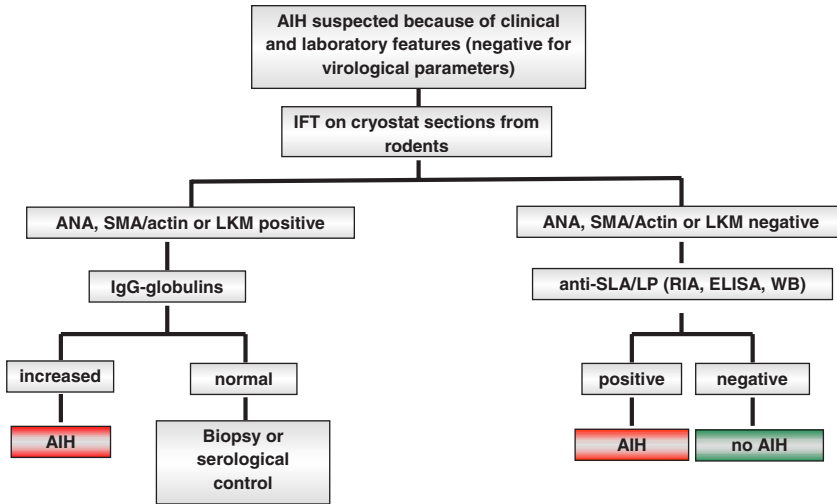 AIH suspected because of clinical
and laboratory features (negative for
virological parameters)
IFT on cryostat sections from
rodents
ANA, SMA/actin or LKM positive
ANA, SMA/Actin or LKM negative
IgG-globulins
anti-SLA/LP (RIA, ELISA, WB)
increased
normal
positive
negative
AIH
Biopsy or
serological
control
AIH
no AIH